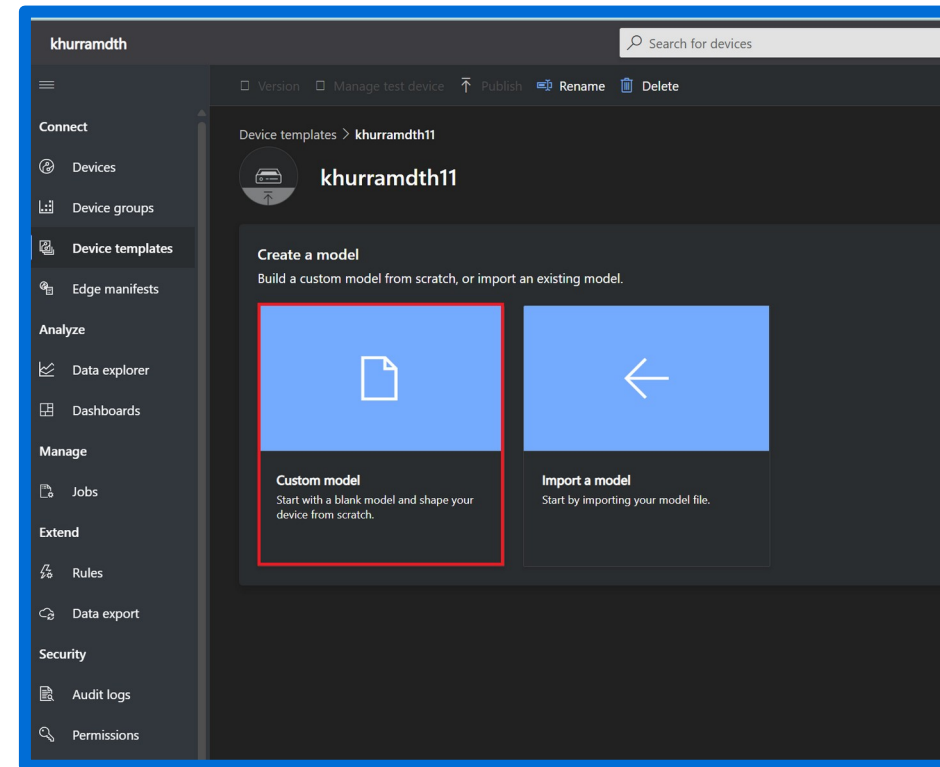 khurramdth
Search for devices
Version Manage test device Publish Rename Delete
Connect
Devices
Device groups
Device templates
Edge manifests
Analyze
Data explorer
Dashboards
Manage
Jobs
Extend
Rules
Data export
Security
Audit logs
Permissions
Device templates > khurramdth11
khurramdth11
Create a model
Build a custom model from scratch, or import an existing model.
Custom model
Start with a blank model and shape your
device from scratch.
Import a model
Start by importing your model file.